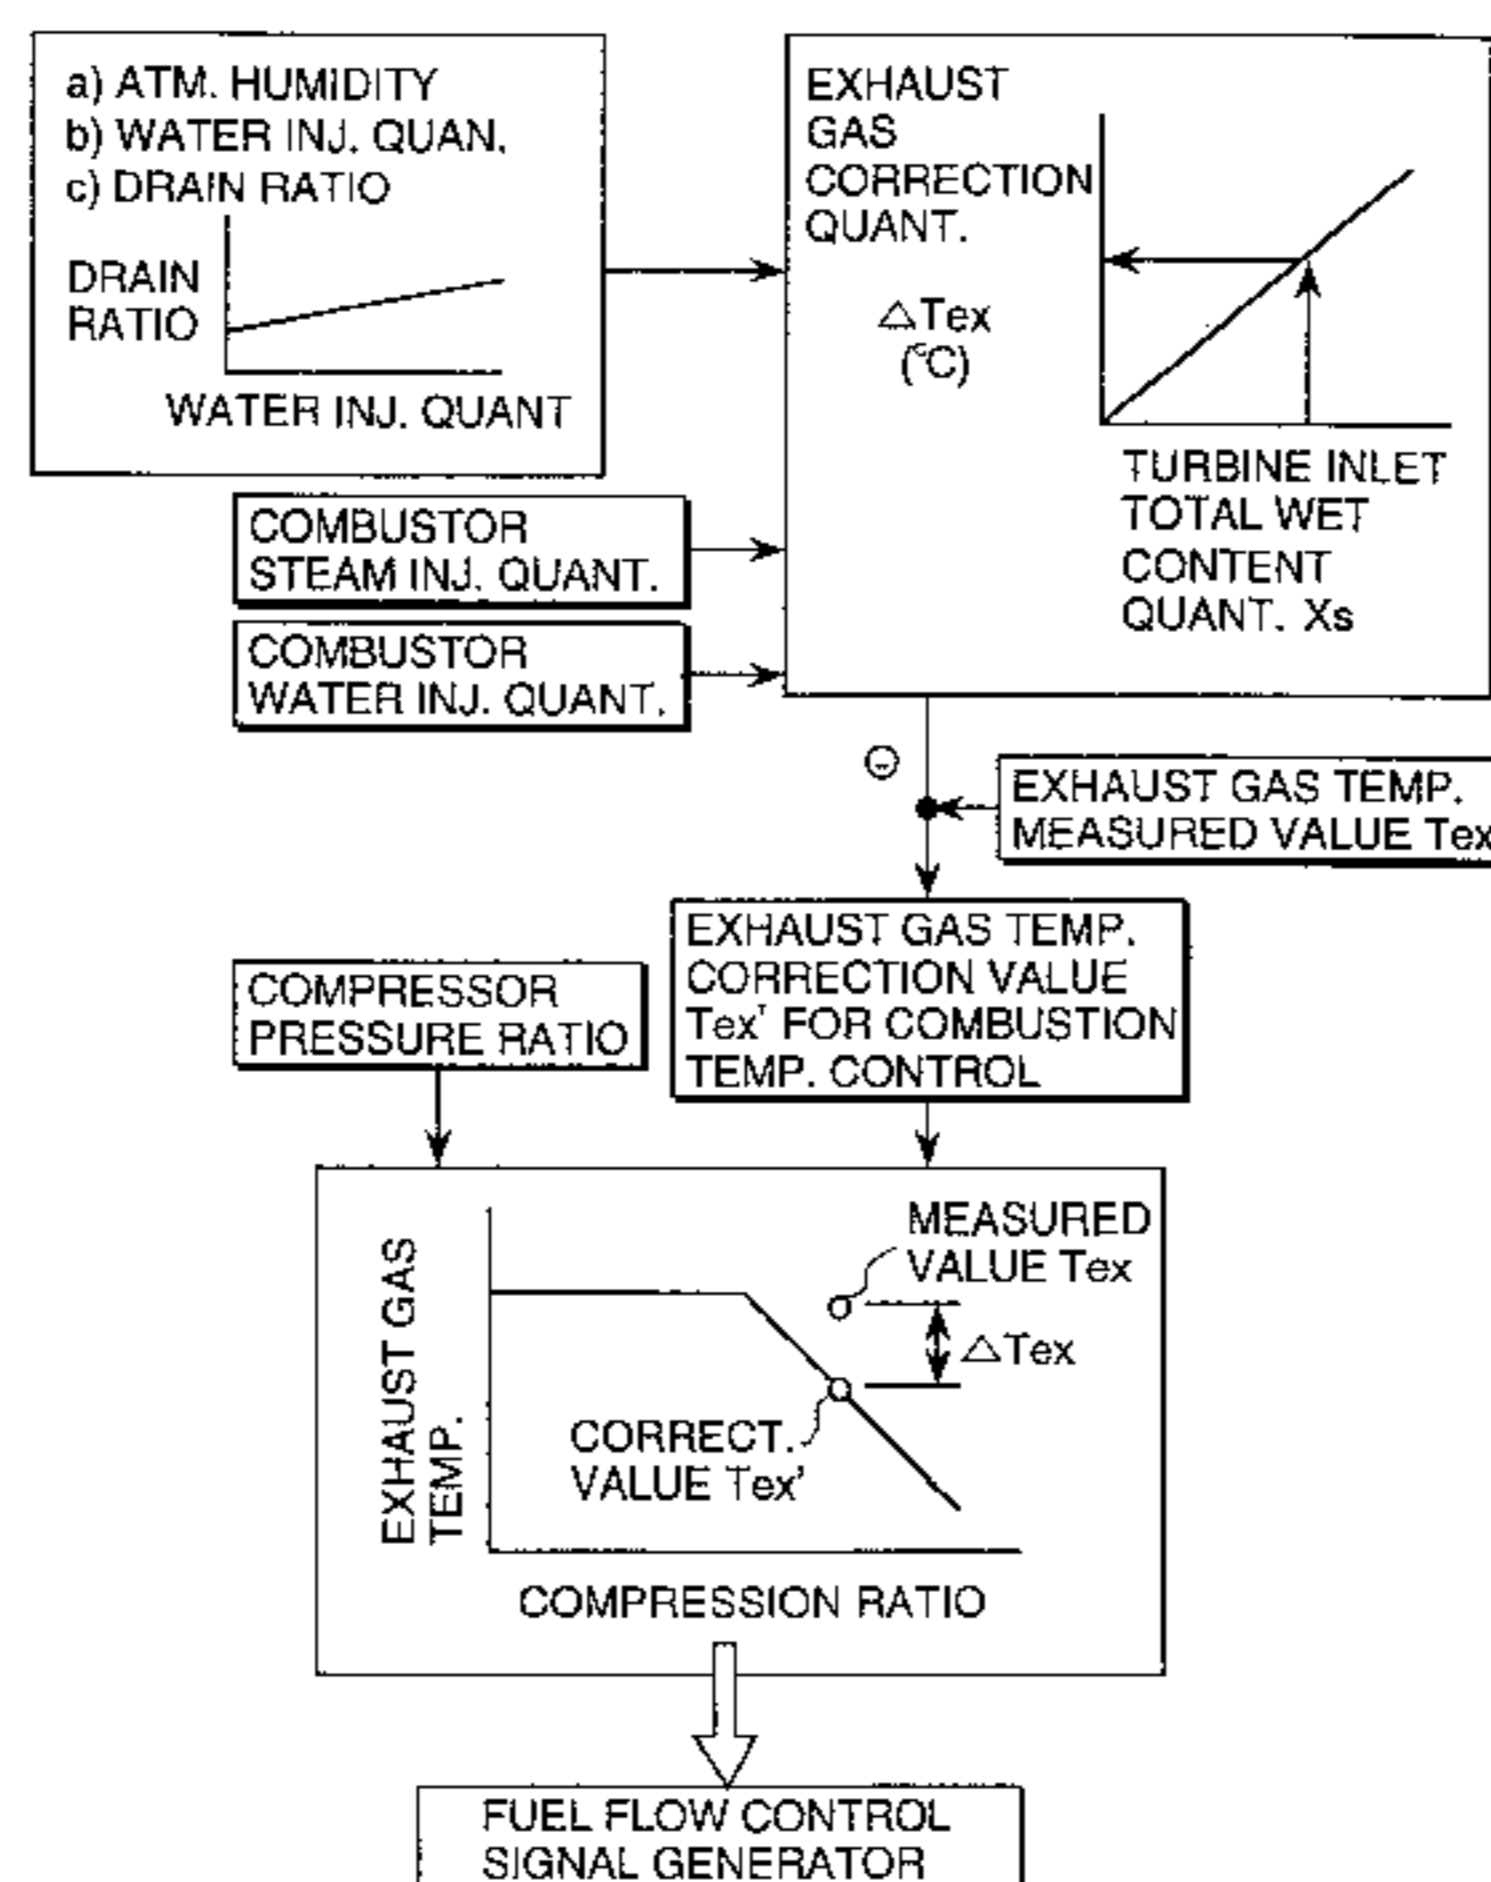 a) ATM. HUMIDITY
b) WATER INJ. QUAN.
c) DRAIN RATIO
DRAIN
RATIO
WATER INJ. QUANT
EXHAUST
GAS
CORRECTION
QUANT.
△Tex
(℃)
TURBINE INLET
TOTAL WET
CONTENT
QUANT. Xs
COMBUSTOR
STEAM INJ. QUANT.
COMBUSTOR
WATER INJ. QUANT.
⊖
EXHAUST GAS TEMP.
MEASURED VALUE Tex
EXHAUST GAS TEMP.
CORRECTION VALUE
Tex' FOR COMBUSTION
TEMP. CONTROL
COMPRESSOR
PRESSURE RATIO
EXHAUST GAS
TEMP.
MEASURED
VALUE Tex
△Tex
CORRECT.
VALUE Tex'
COMPRESSION RATIO
FUEL FLOW CONTROL
SIGNAL GENERATOR